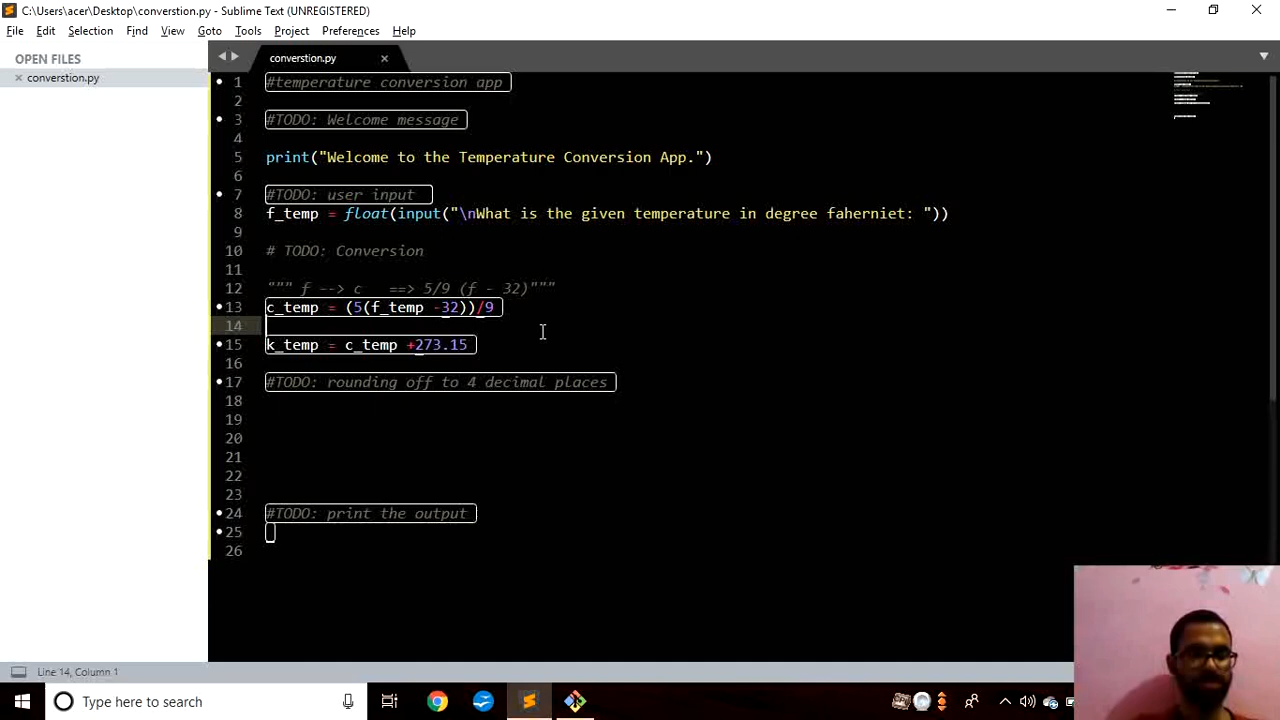 C:\Users\acer\Desktop\converstion.py - Sublime Text (UNREGISTERED)
File Edit Selection Find View Goto Tools Project Preferences Help
OPEN FILES
converstion.py
converstion.py
1 #temperature conversion app
2
3 #TODO: Welcome message
4
5 print("Welcome to the Temperature Conversion App.")
6
7 #TODO: user input
8 f_temp = float(input("\nWhat is the given temperature in degree faherniet: "))
9
10 # TODO: Conversion
11
12 """ f --> c ==> 5/9 (f - 32)"""
13 c_temp = (5(f_temp -32))/9
14
15 k_temp = c_temp +273.15
16
17 #TODO: rounding off to 4 decimal places
18
19
20
21
22
23
24 #TODO: print the output
25
26
Line 14, Column 1
Type here to search